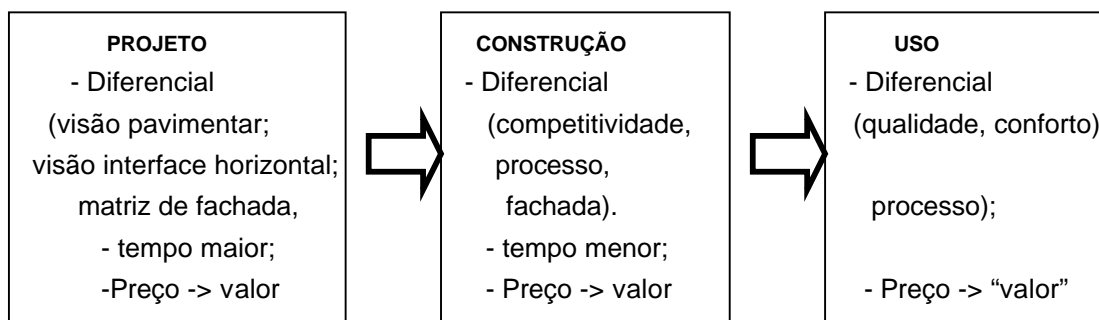 PROJETO
- Diferencial
(visão pavimentar;
visão interface horizontal;
matriz de fachada,
- tempo maior;
-Preço -> valor
CONSTRUÇÃO
- Diferencial
(competitividade,
processo,
fachada).
- tempo menor;
- Preço -> valor
USO
- Diferencial
(qualidade, conforto)
processo);
- Preço -> “valor”